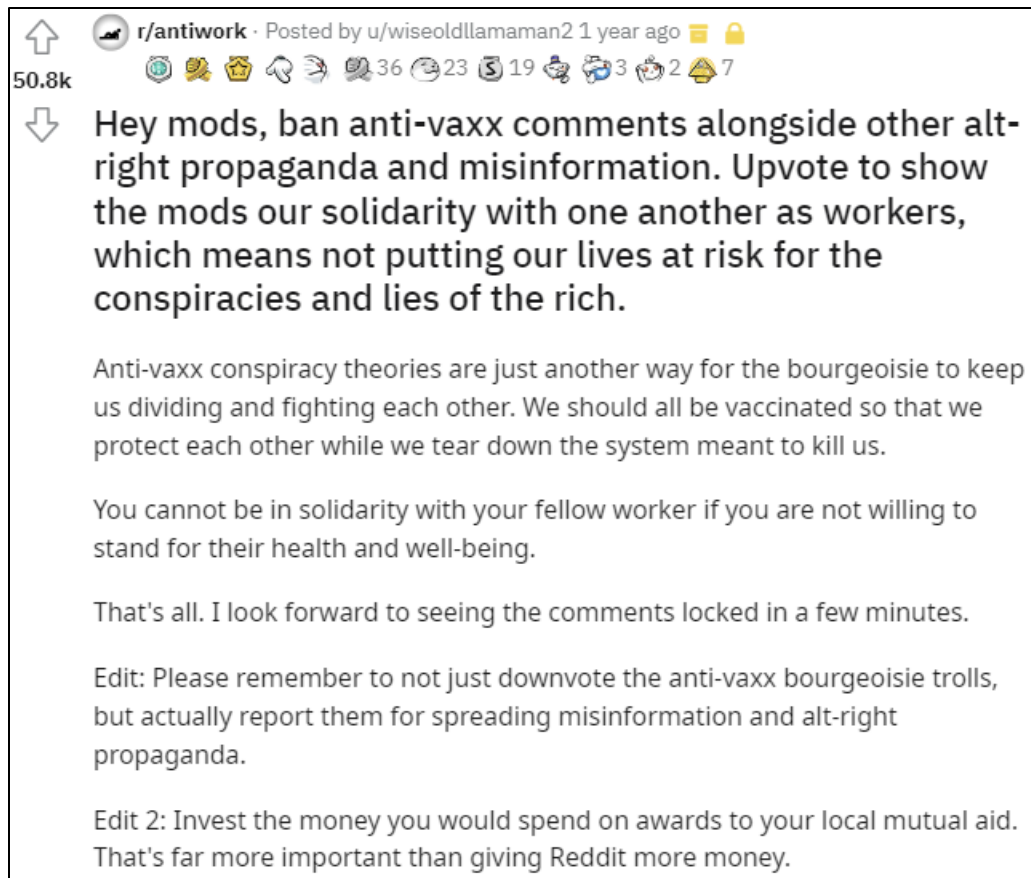 r/antiwork · Posted by u/wiseoldllamaman2 1 year ago
36 23 19 3 2 7
50.8k
Hey mods, ban anti-vaxx comments alongside other alt-
right propaganda and misinformation. Upvote to show
the mods our solidarity with one another as workers,
which means not putting our lives at risk for the
conspiracies and lies of the rich.
Anti-vaxx conspiracy theories are just another way for the bourgeoisie to keep
us dividing and fighting each other. We should all be vaccinated so that we
protect each other while we tear down the system meant to kill us.
You cannot be in solidarity with your fellow worker if you are not willing to
stand for their health and well-being.
That's all. I look forward to seeing the comments locked in a few minutes.
Edit: Please remember to not just downvote the anti-vaxx bourgeoisie trolls,
but actually report them for spreading misinformation and alt-right
propaganda.
Edit 2: Invest the money you would spend on awards to your local mutual aid.
That's far more important than giving Reddit more money.